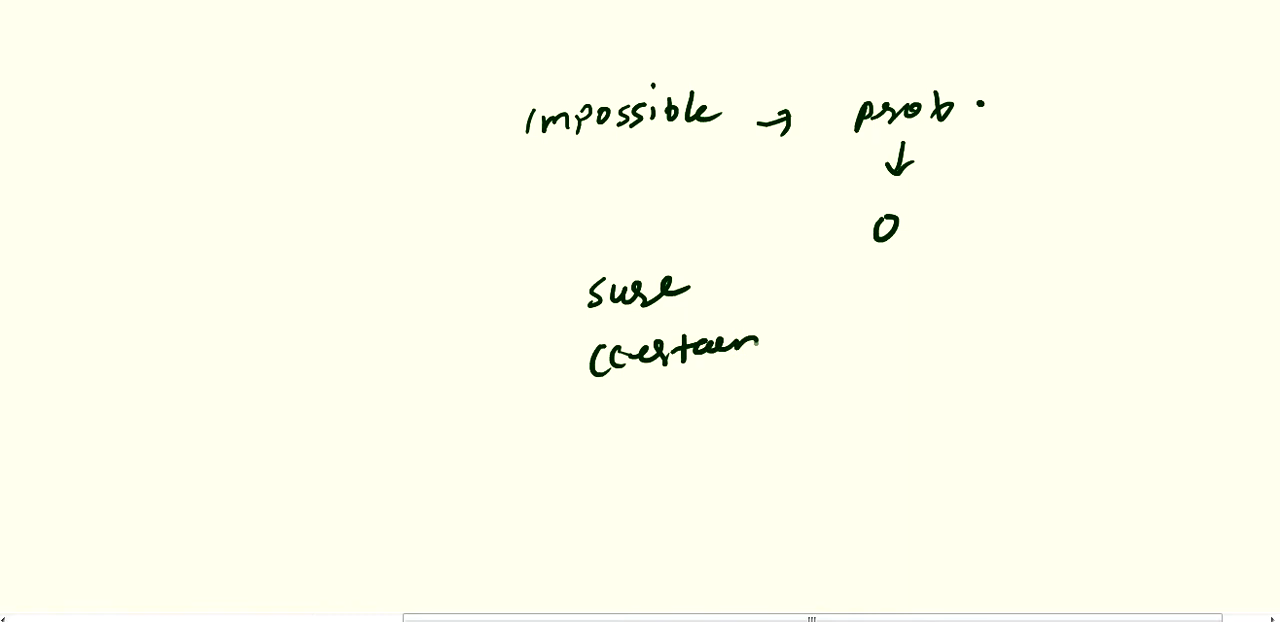 Impossible → prob.
↓
0
sure
(certain